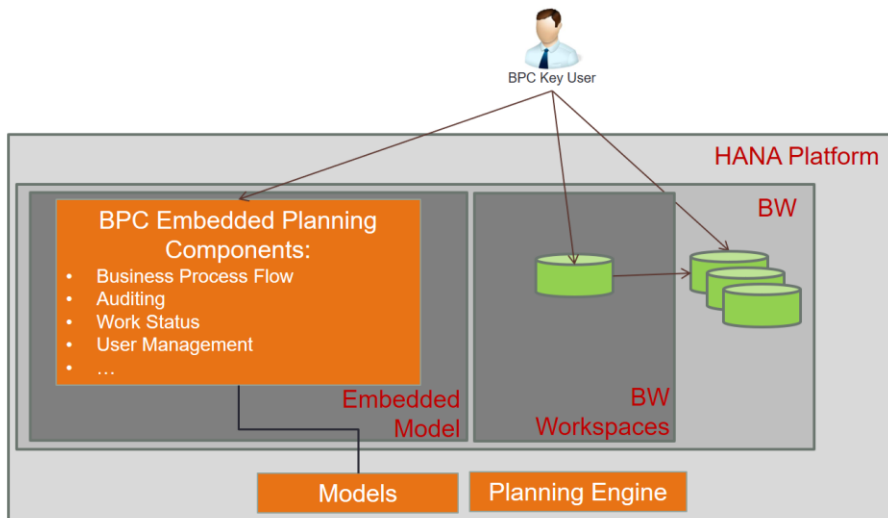 BPC Key User
HANA Platform
BW
BPC Embedded Planning
Components:
• Business Process Flow
• Auditing
• Work Status
• User Management
• …
Embedded
Model
BW
Workspaces
Models
Planning Engine